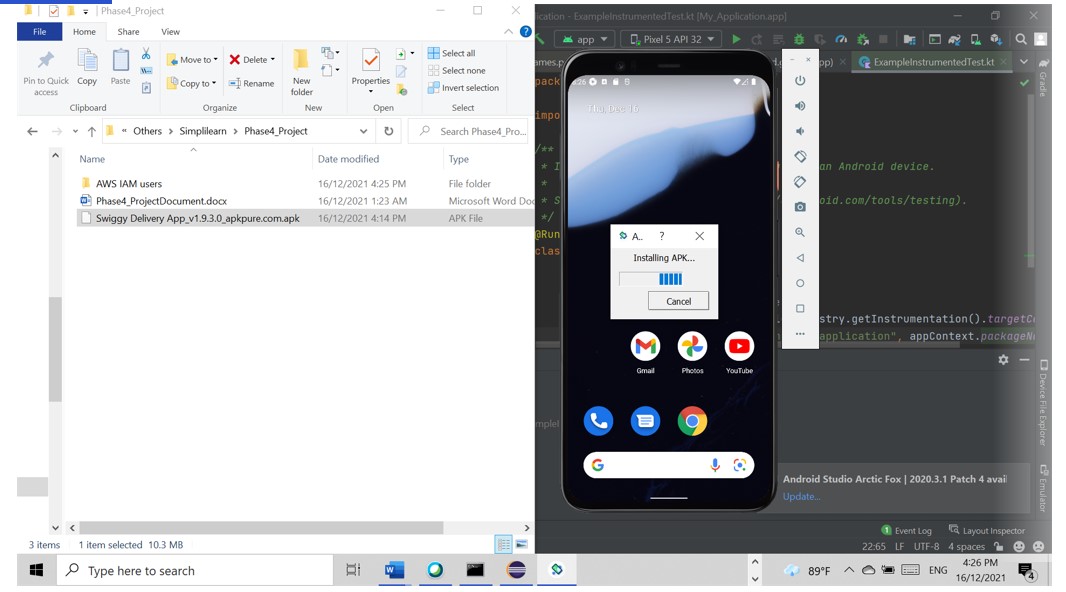 Phase4_Project
File Home Share View
Pin to Quick access
Copy
Paste
Clipboard
Move to
Copy to
Delete
Rename
Organize
New folder
New
Properties
Open
Select all
Select none
Invert selection
Select
« Others > Simplilearn > Phase4_Project
Search Phase4_Pro...
Name Date modified Type
AWS IAM users 16/12/2021 4:25 PM File folder
Phase4_ProjectDocument.docx 16/12/2021 1:23 AM Microsoft Word Doc
Swiggy Delivery App_v1.9.3.0_apkpure.com.apk 16/12/2021 4:14 PM APK File
3 items 1 item selected 10.3 MB
ication - ExampleInstrumentedTest.kt [My_Application.app]
app Pixel 5 API 32
ExampleInstrumentedTest.kt
Gradle
pack
impo
/**
* I
an Android device.
*
* S
oid.com/tools/testing).
*/
@Run
clas
Thu, Dec 16
A.. ?
Installing APK...
Cancel
Gmail Photos YouTube
stry.getInstrumentation().targetCo
application", appContext.packageN
Device File Explorer
Emulator
Android Studio Arctic Fox | 2020.3.1 Patch 4 avai
Update...
1 Event Log Layout Inspector
22:65 LF UTF-8 4 spaces
Type here to search
89°F ENG
4:26 PM
16/12/2021
4